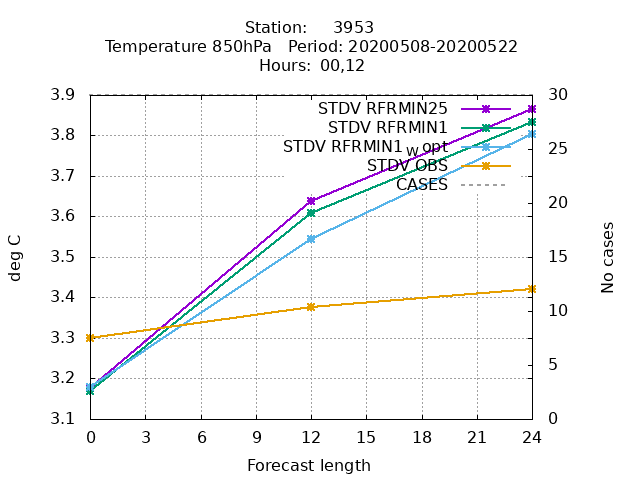 Station: 3953
Temperature 850hPa Period: 20200508-20200522
Hours: 00,12
3.9
3.8
3.7
3.6
3.5
3.4
3.3
3.2
3.1
deg C
STDV RFRMIN25
STDV RFRMIN1
STDV RFRMIN1_W_opt
STDV OBS
CASES
30
25
20
15
10
5
0
No cases
0 3 6 9 12 15 18 21 24
Forecast length